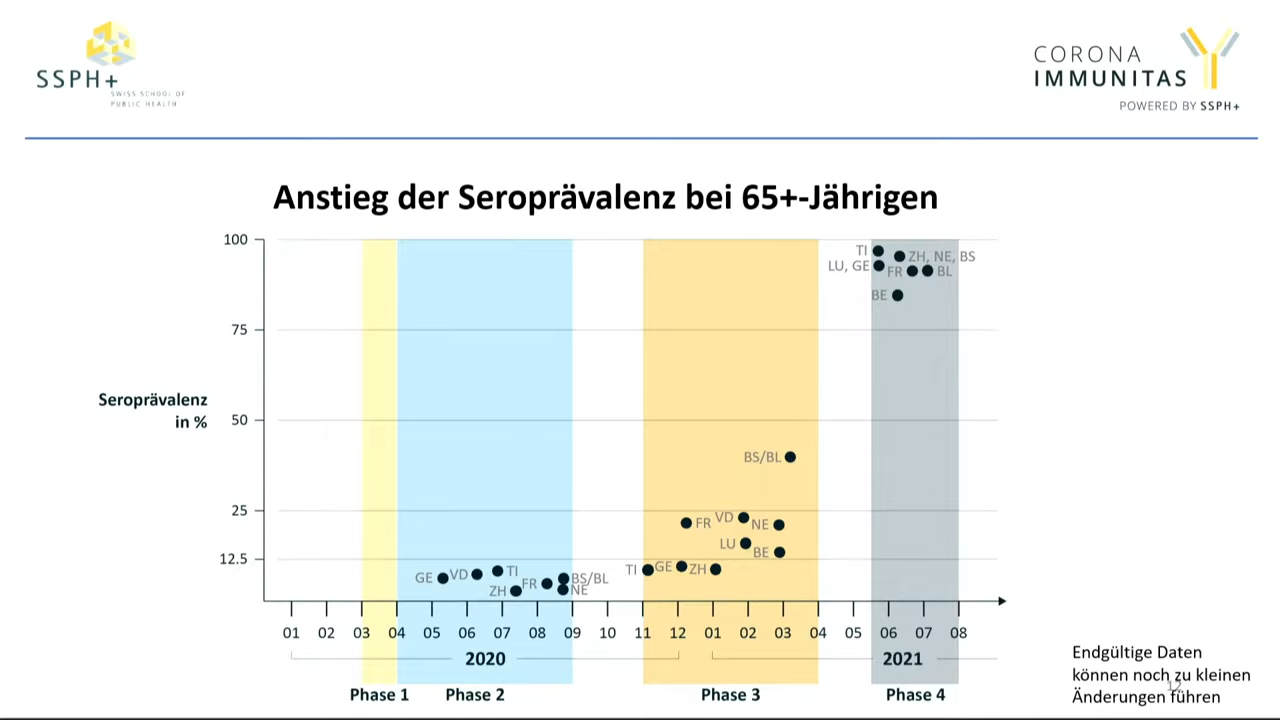 SSPH+
SWISS SCHOOL OF
PUBLIC HEALTH
CORONA
IMMUNITAS
POWERED BY SSPH+
Anstieg der Seroprävalenz bei 65+-Jährigen
100
75
50
25
12.5
Seroprävalenz
in %
TI
ZH, NE, BS
LU, GE
FR
BL
BE
BS/BL
FR
VD
NE
LU
BE
TI
GE
ZH
GE
VD
TI
ZH
FR
BS/BL
NE
01 02 03 04 05 06 07 08 09 10 11 12 01 02 03 04 05 06 07 08
2020
2021
Phase 1
Phase 2
Phase 3
Phase 4
Endgültige Daten
können noch zu kleinen
Änderungen führen
12